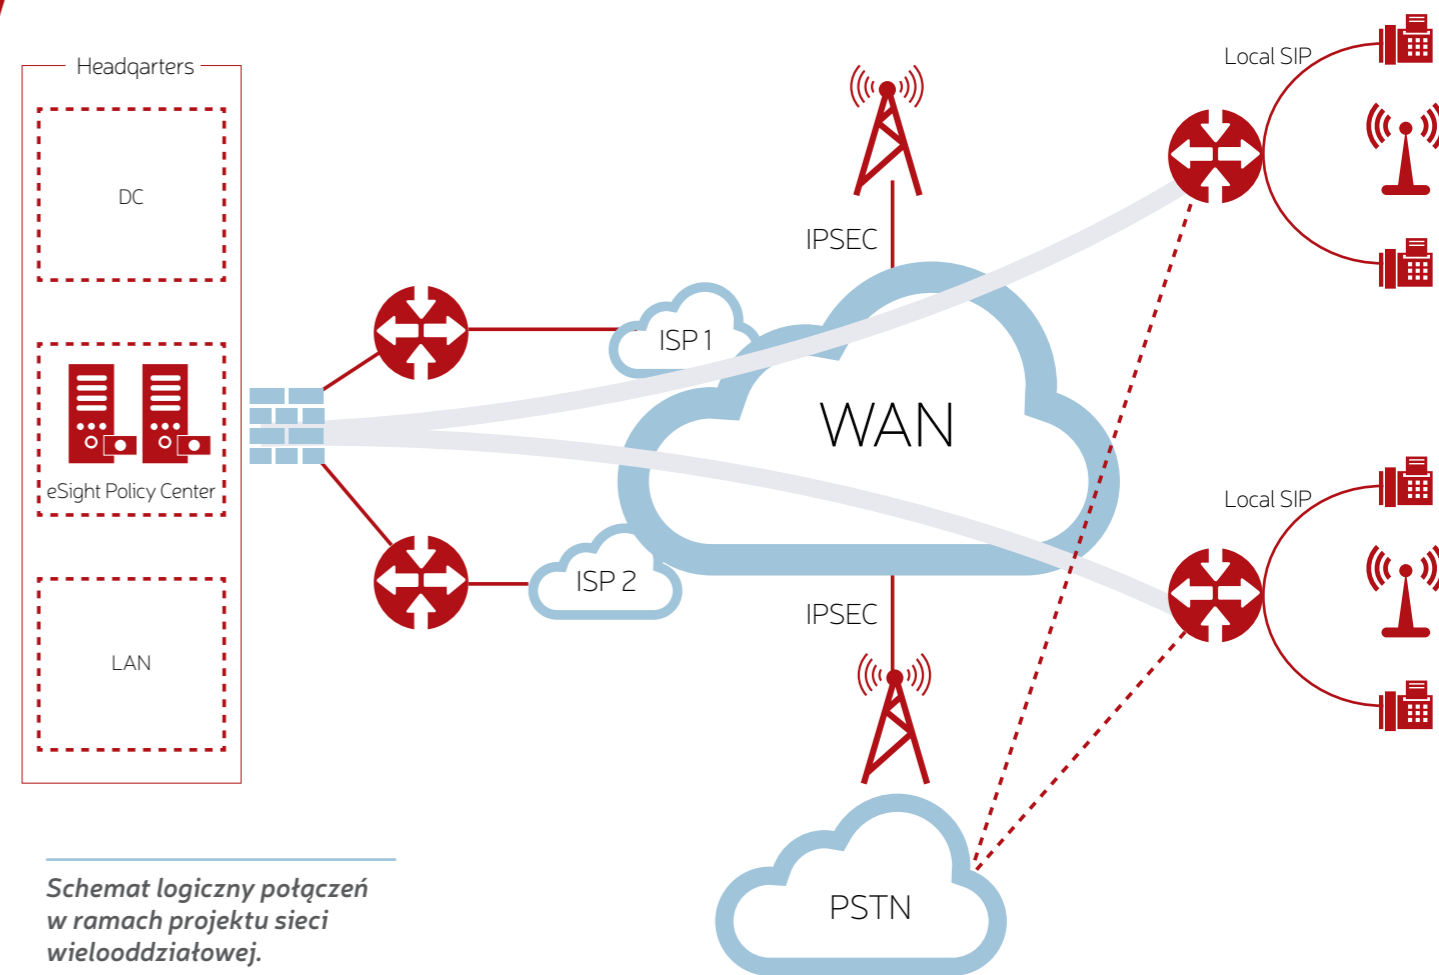 Headqarters
DC
eSight Policy Center
LAN
ISP 1
ISP 2
IPSEC
WAN
IPSEC
PSTN
Local SIP
Local SIP
Schemat logiczny połączeń
w ramach projektu sieci
wielooddziałowej.